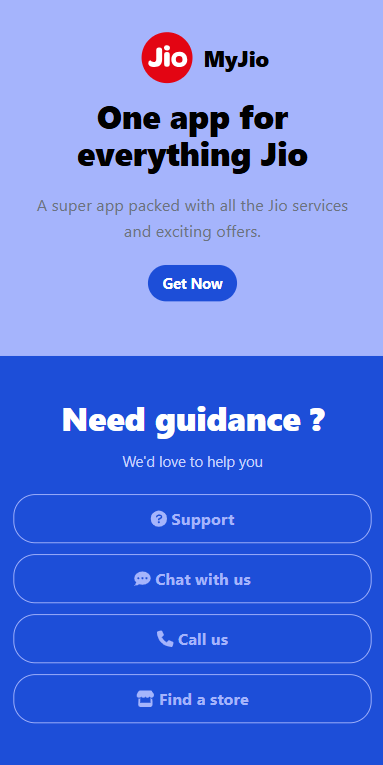 Jio MyJio
One app for
everything Jio
A super app packed with all the Jio services
and exciting offers.
Get Now
Need guidance ?
We'd love to help you
Support
Chat with us
Call us
Find a store